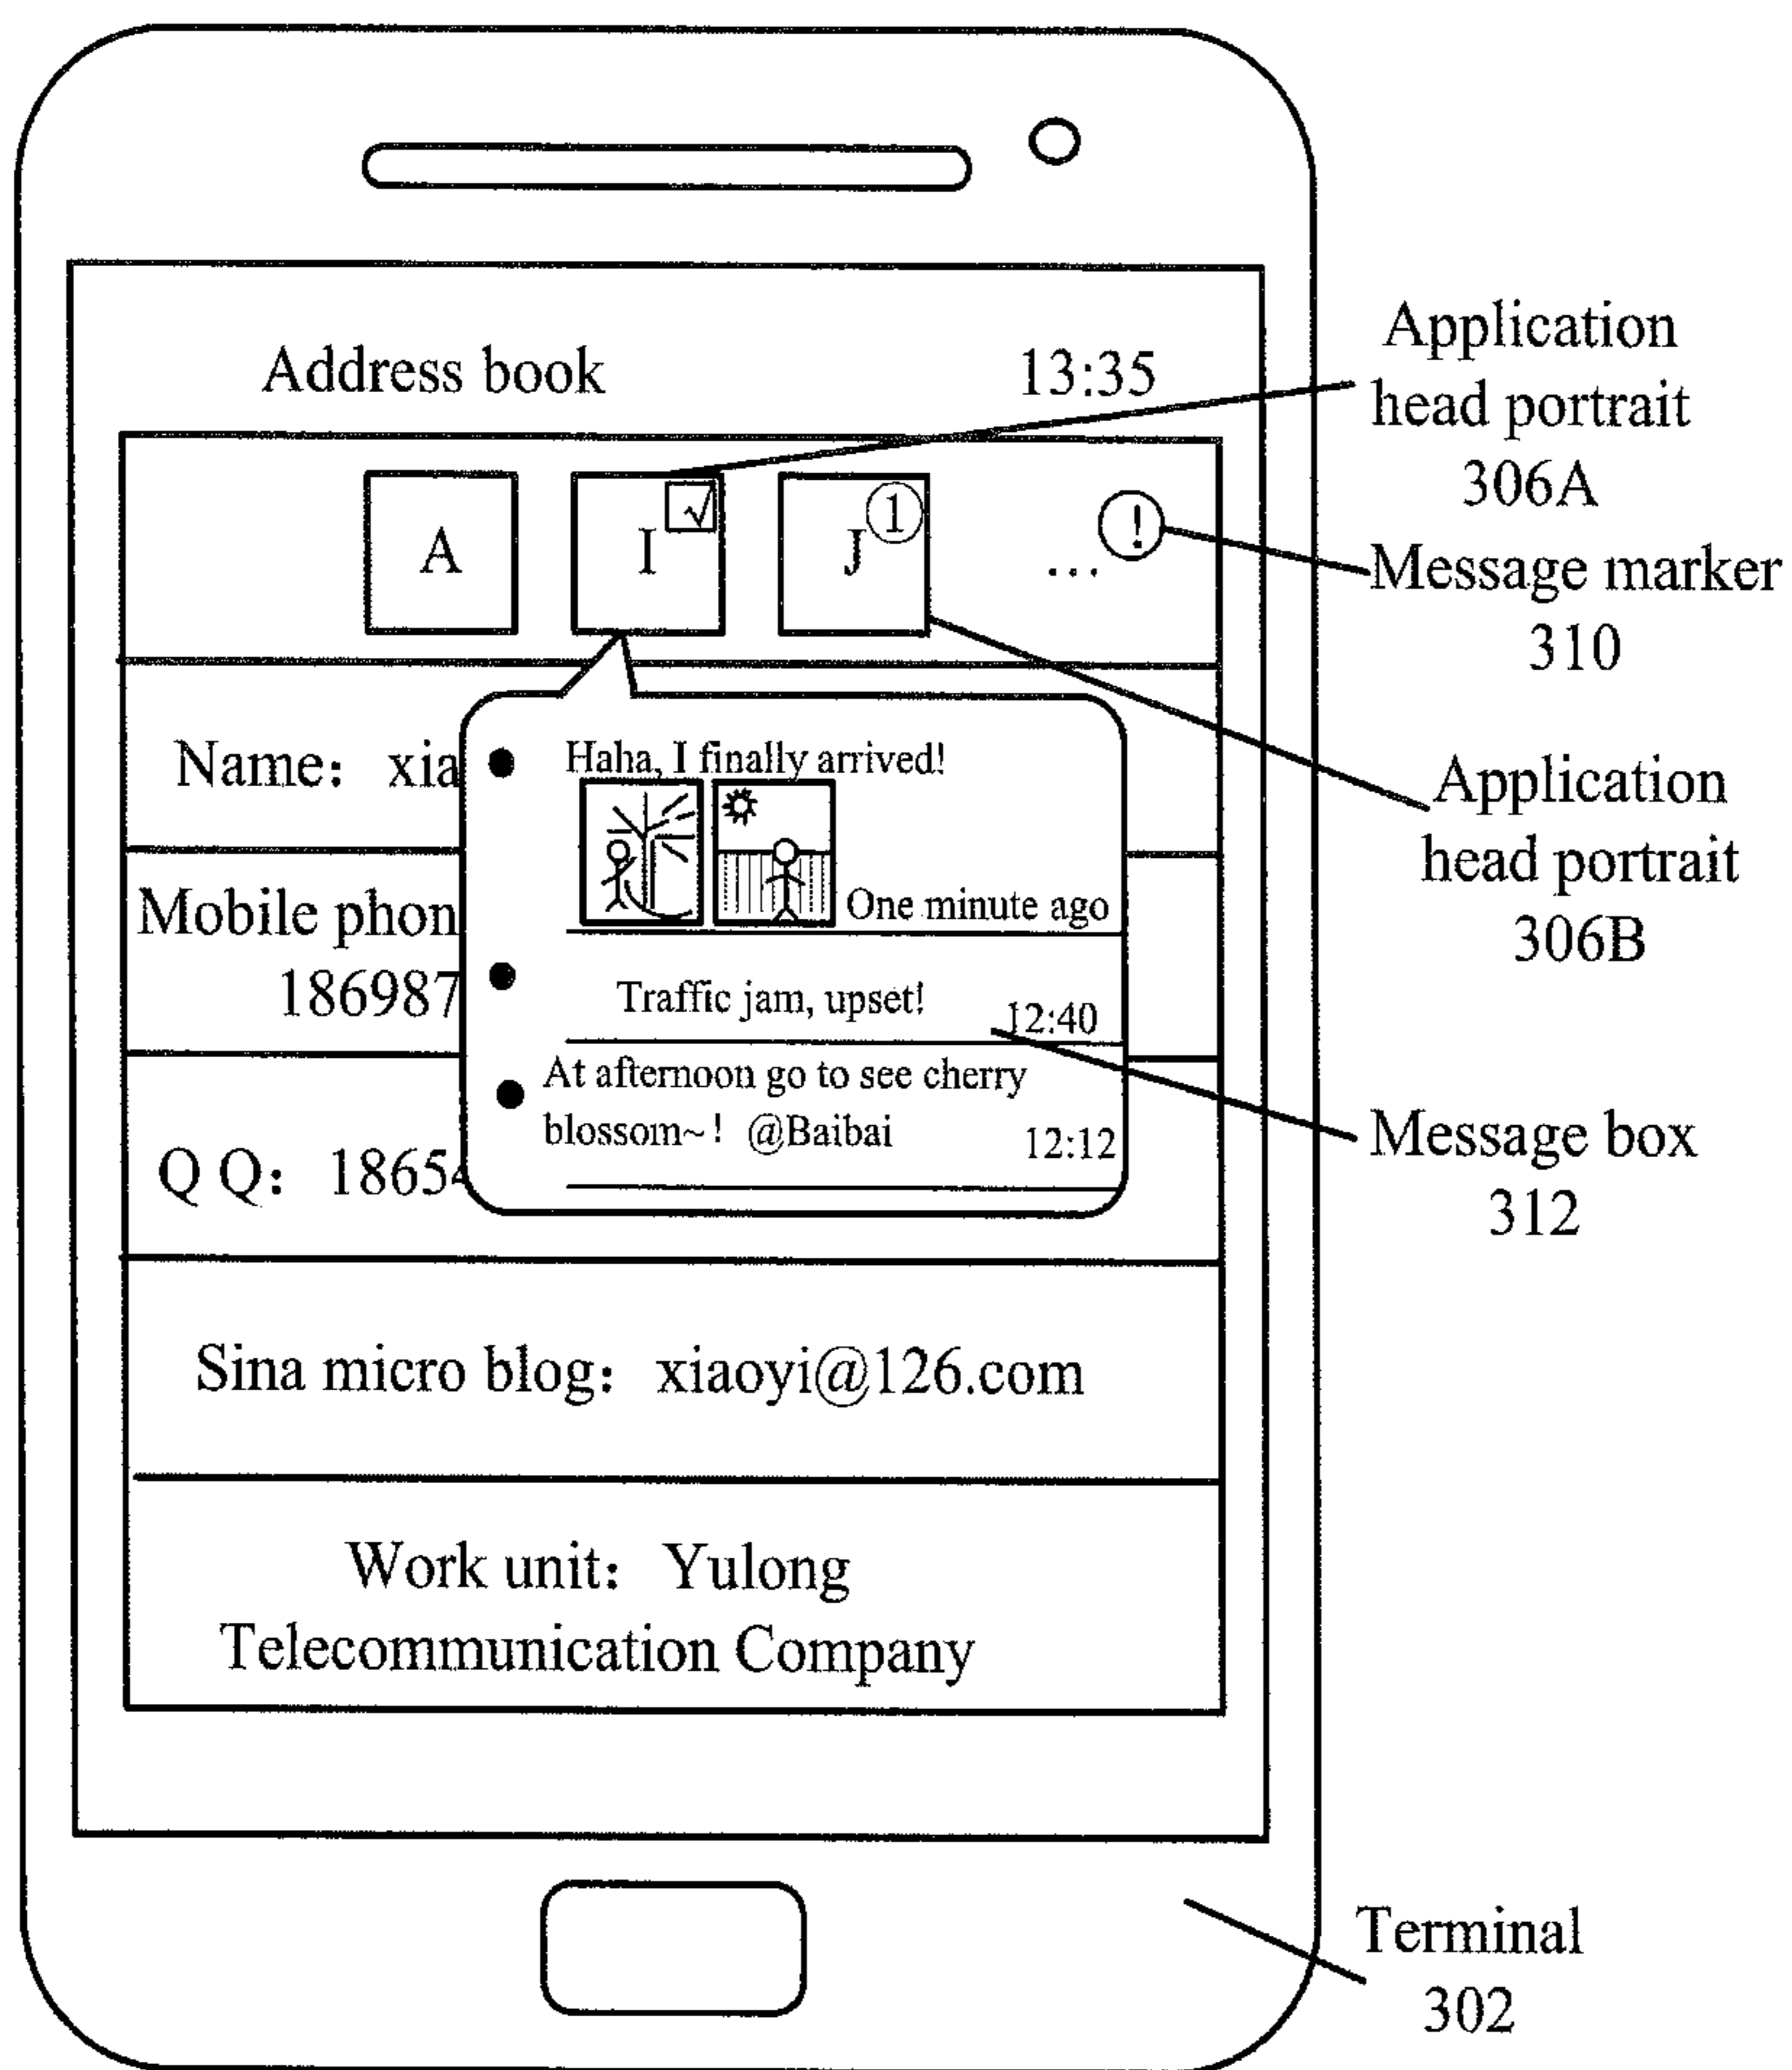 Address book 13:35
A I √ J 1 ... !
Name： xia
Mobile phon
186987
Q Q： 1865
Haha, I finally arrived!
One minute ago
Traffic jam, upset!
12:40
At afternoon go to see cherry
blossom~! @Baibai
12:12
Sina micro blog： xiaoyi@126.com
Work unit： Yulong
Telecommunication Company
Application
head portrait
306A
Message marker
310
Application
head portrait
306B
Message box
312
Terminal
302